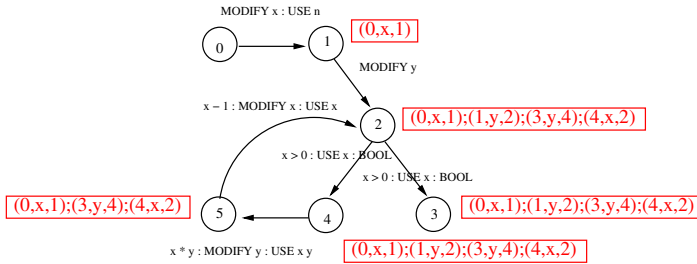 MODIFY x : USE n
0
1
(0,x,1)
MODIFY y
x − 1 : MODIFY x : USE x
2
(0,x,1);(1,y,2);(3,y,4);(4,x,2)
x > 0 : USE x : BOOL
x > 0 : USE x : BOOL
(0,x,1);(3,y,4);(4,x,2)
5
4
3
(0,x,1);(1,y,2);(3,y,4);(4,x,2)
x * y : MODIFY y : USE x y
(0,x,1);(1,y,2);(3,y,4);(4,x,2)